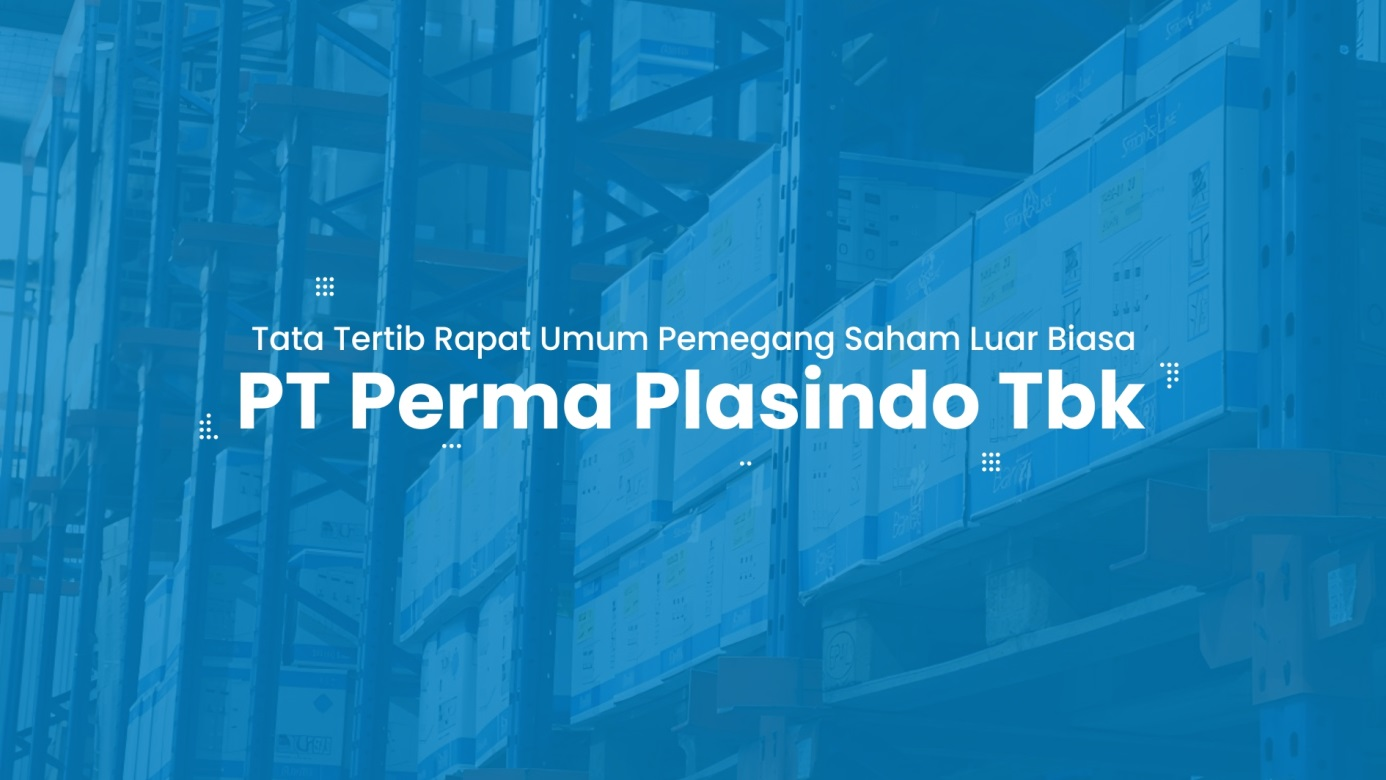 Tata Tertib Rapat Umum Pemegang Saham Luar Biasa
PT Perma Plasindo Tbk